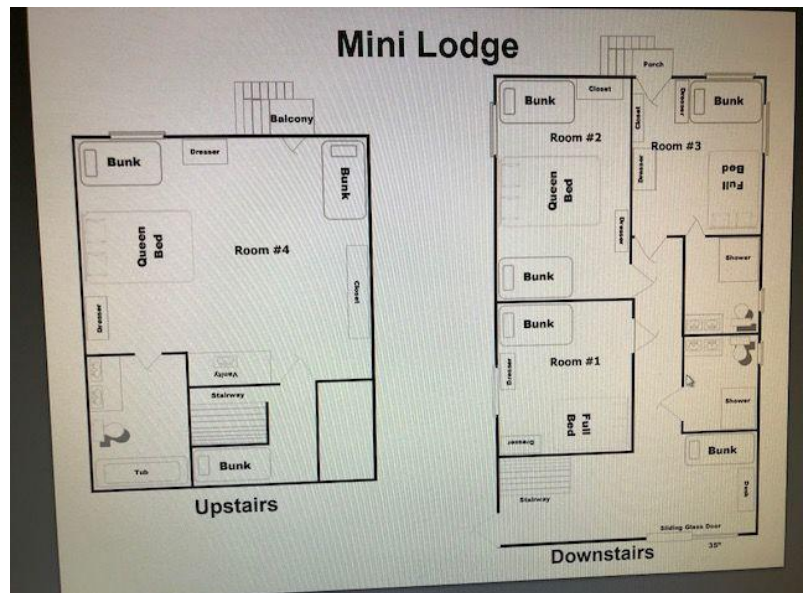 Mini Lodge
Balcony
Bunk
Dresser
Bunk
Queen
Bed
Room #4
Closet
Dresser
Vanity
Stairway
Bunk
Tub
Upstairs
Porch
Bunk
Closet
Room #2
Queen
Bed
Dresser
Bunk
Closet
Dresser
Bunk
Room #3
Dresser
Full
Bed
Shower
Bunk
Room #1
Dresser
Full
Bed
Dresser
Shower
Bunk
Desk
Stairway
Sliding Glass Door
35"
Downstairs